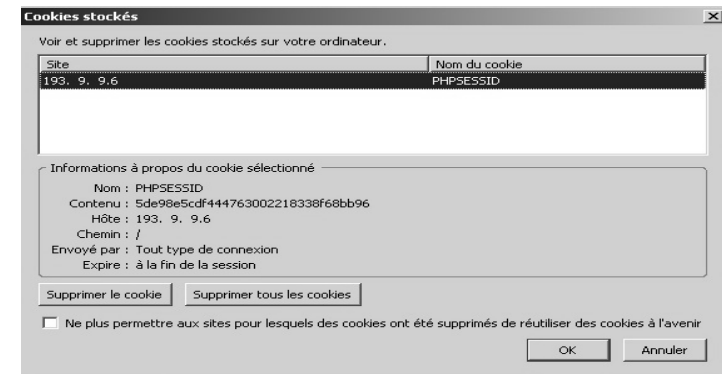 Cookies stockés
Voir et supprimer les cookies stockés sur votre ordinateur.
Site Nom du cookie
193. 9. 9.6 PHPSESSID
Informations à propos du cookie sélectionné
Nom : PHPSESSID
Contenu : 5de98e5cdf444763002218338f68bb96
Hôte : 193. 9. 9.6
Chemin : /
Envoyé par : Tout type de connexion
Expire : à la fin de la session
Supprimer le cookie Supprimer tous les cookies
Ne plus permettre aux sites pour lesquels des cookies ont été supprimés de réutiliser des cookies à l'avenir
OK Annuler